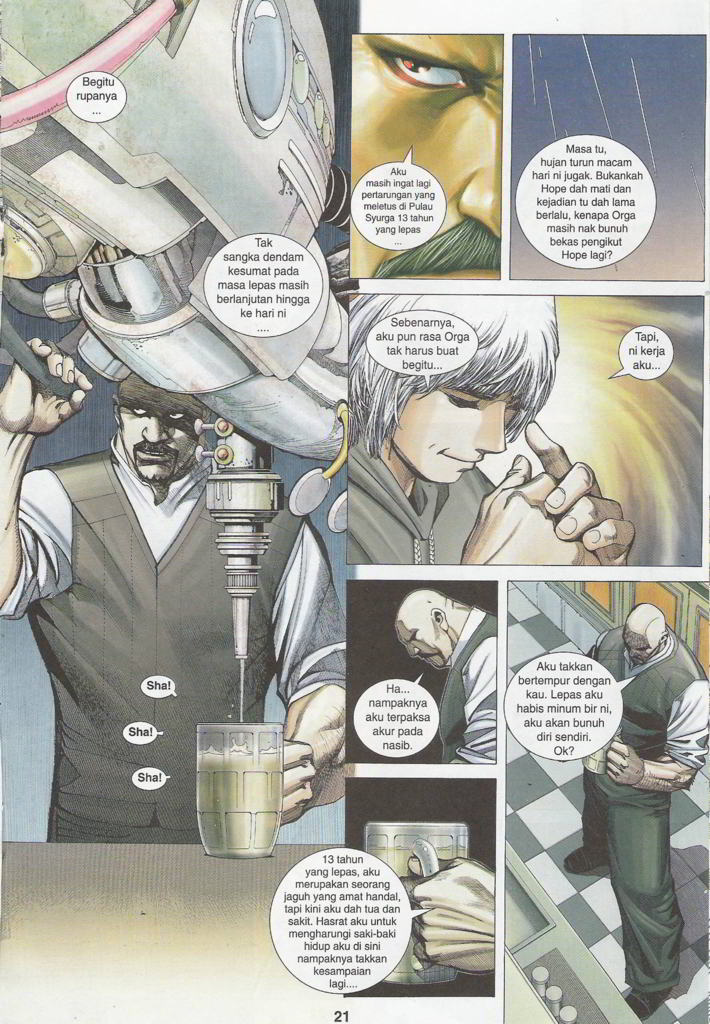 Begitu
rupanya
...
Tak
sangka dendam
kesumat pada
masa lepas masih
berlanjutan hingga
ke hari ni
....
Sha!
Sha!
Sha!
Aku
masih ingat lagi
pertarungan yang
meletus di Pulau
Syurga 13 tahun
yang lepas
...
Masa tu,
hujan turun macam
hari ni jugak. Bukankah
Hope dah mati dan
kejadian tu dah lama
berlalu, kenapa Orga
masih nak bunuh
bekas pengikut
Hope lagi?
Sebenarnya,
aku pun rasa Orga
tak harus buat
begitu...
Tapi,
ni kerja
aku...
Ha...
nampaknya
aku terpaksa
akur pada
nasib.
Aku takkan
bertempur dengan
kau. Lepas aku
habis minum bir ni,
aku akan bunuh
diri sendiri.
Ok?
13 tahun
yang lepas, aku
merupakan seorang
jaguh yang amat handal,
tapi kini aku dah tua dan
sakit. Hasrat aku untuk
mengharungi saki-baki
hidup aku di sini
nampaknya takkan
kesampaian
lagi....
21